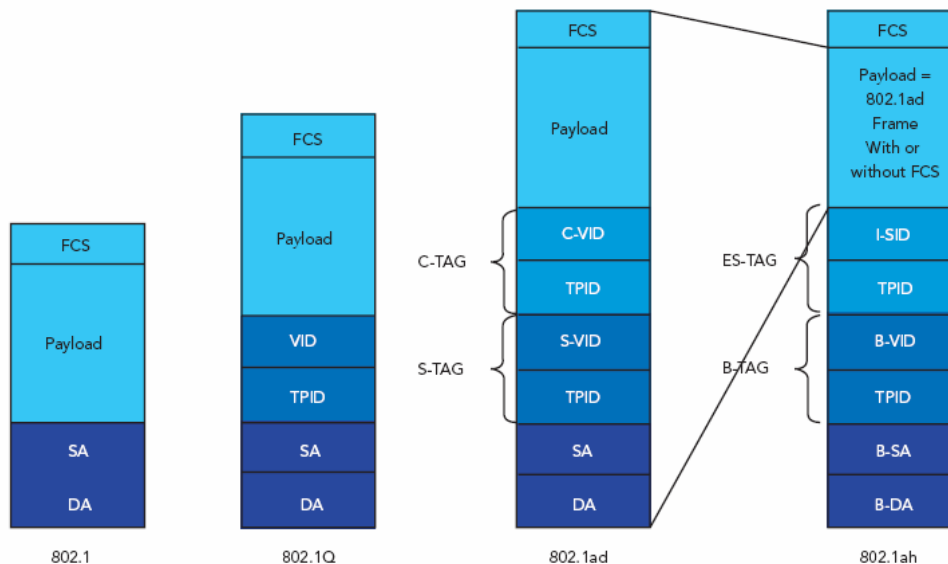 FCS
Payload
SA
DA
802.1
FCS
Payload
VID
TPID
SA
DA
802.1Q
C-TAG
S-TAG
FCS
Payload
C-VID
TPID
S-VID
TPID
SA
DA
802.1ad
ES-TAG
B-TAG
FCS
Payload =
802.1ad
Frame
With or
without FCS
I-SID
TPID
B-VID
TPID
B-SA
B-DA
802.1ah